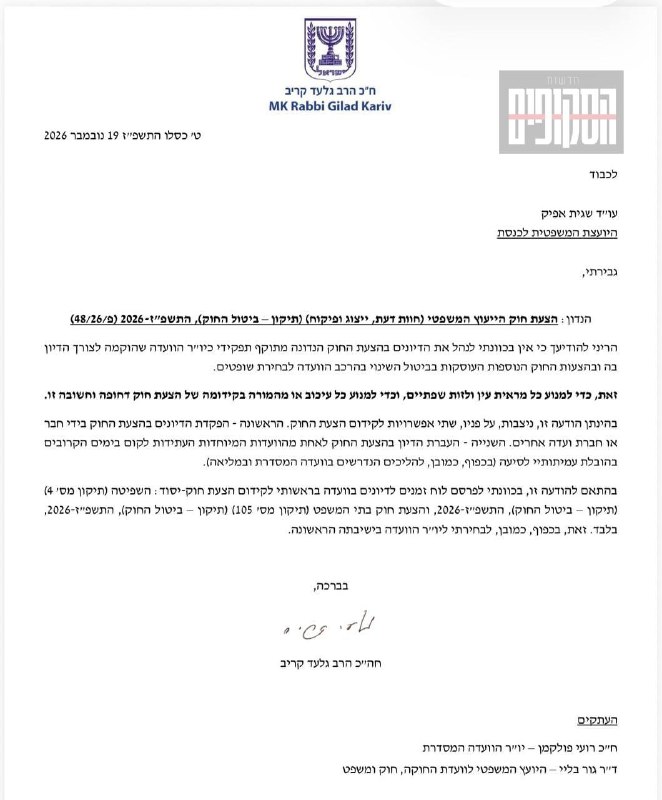 ח"כ הרב גלעד קריב
MK Rabbi Gilad Kariv
חדשות
הסקופים
ט' כסלו התשפ"ז 19 נובמבר 2026
לכבוד
עו"ד שגית אפיק
היועצת המשפטית לכנסת
גבירתי,
הנדון: הצעת חוק הייעוץ המשפטי (חוות דעת, ייצוג ופיקוח) (תיקון – ביטול החוק), התשפ"ז-2026 (פ/48/26)
הריני להודיעך כי אין בכוונתי לנהל את הדיונים בהצעת החוק הנדונה מתוקף תפקידי כיו"ר הוועדה שהוקמה לצורך הדיון
בה ובהצעות החוק הנוספות העוסקות בביטול השינוי בהרכב הוועדה לבחירת שופטים.
זאת, כדי למנוע כל מראית עין ולזות שפתיים, וכדי למנוע כל עיכוב או מהמורה בקידומה של הצעת חוק דחופה וחשובה זו.
בהינתן הודעה זו, ניצבות, על פניו, שתי אפשרויות לקידום הצעת החוק. הראשונה - הפקדת הדיונים בהצעת החוק בידי חבר
או חברת ועדה אחרים. השנייה - העברת הדיון בהצעת החוק לאחת מהוועדות המיוחדות העתידות לקום בימים הקרובים
בהובלת עמיתותיי לסיעה (בכפוף, כמובן, להליכים הנדרשים בוועדה המסדרת ובמליאה).
בהתאם להודעה זו, בכוונתי לפרסם לוח זמנים לדיונים בוועדה בראשותי לקידום הצעת חוק-יסוד: השפיטה (תיקון מס' 4)
(תיקון – ביטול החוק), התשפ"ז-2026, והצעת חוק בתי המשפט (תיקון מס' 105) (תיקון – ביטול החוק), התשפ"ז-2026,
בלבד. זאת, בכפוף, כמובן, לבחירתי ליו"ר הוועדה בישיבתה הראשונה.
בברכה,
גלעד קריב
חה"כ הרב גלעד קריב
העתקים
ח"כ רועי פולקמן – יו"ר הוועדה המסדרת
ד"ר גור בליי – היועץ המשפטי לוועדת החוקה, חוק ומשפט